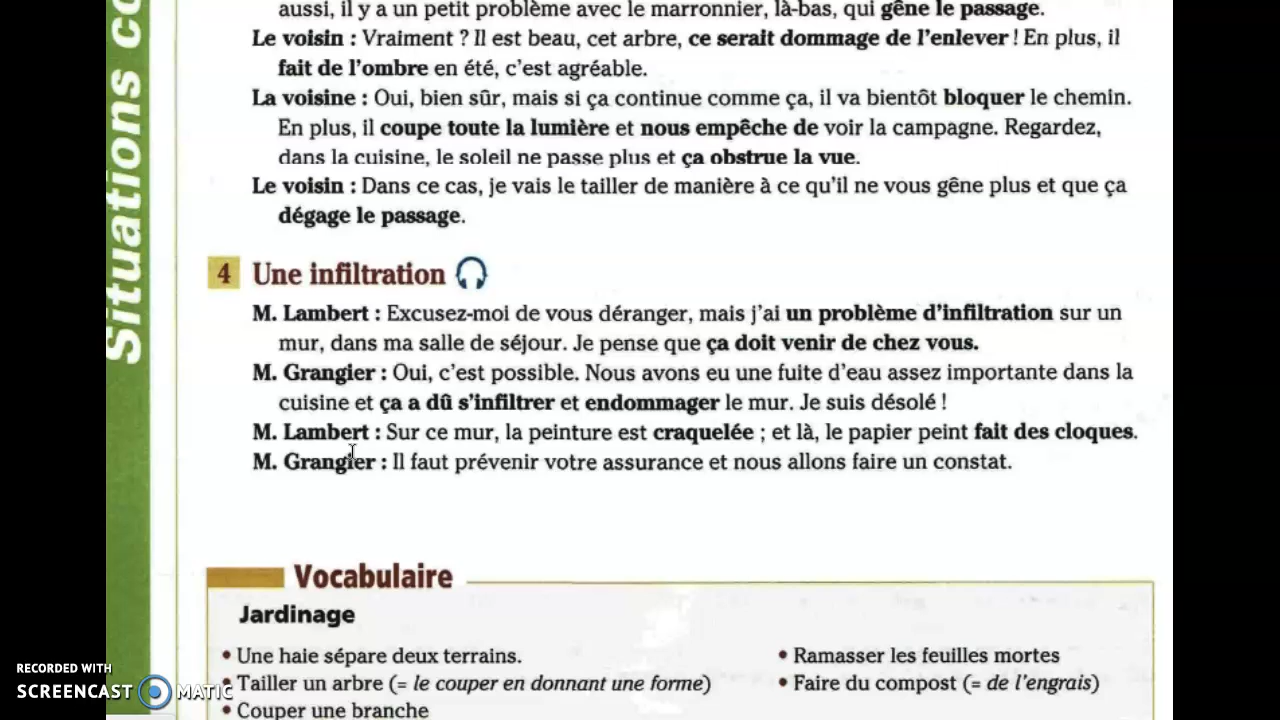 aussi, il y a un petit problème avec le marronnier, là-bas, qui gêne le passage.
Le voisin : Vraiment ? Il est beau, cet arbre, ce serait dommage de l'enlever ! En plus, il
fait de l'ombre en été, c'est agréable.
La voisine : Oui, bien sûr, mais si ça continue comme ça, il va bientôt bloquer le chemin.
En plus, il coupe toute la lumière et nous empêche de voir la campagne. Regardez,
dans la cuisine, le soleil ne passe plus et ça obstrue la vue.
Le voisin : Dans ce cas, je vais le tailler de manière à ce qu'il ne vous gêne plus et que ça
dégage le passage.
4 Une infiltration
M. Lambert : Excusez-moi de vous déranger, mais j'ai un problème d'infiltration sur un
mur, dans ma salle de séjour. Je pense que ça doit venir de chez vous.
M. Grangier : Oui, c'est possible. Nous avons eu une fuite d'eau assez importante dans la
cuisine et ça a dû s'infiltrer et endommager le mur. Je suis désolé !
M. Lambert : Sur ce mur, la peinture est craquelée ; et là, le papier peint fait des cloques.
M. Grangier : Il faut prévenir votre assurance et nous allons faire un constat.
Vocabulaire
Jardinage
• Une haie sépare deux terrains.
• Tailler un arbre (= le couper en donnant une forme)
• Couper une branche
• Ramasser les feuilles mortes
• Faire du compost (= de l'engrais)
Situations co
RECORDED WITH
SCREENCAST MATIC